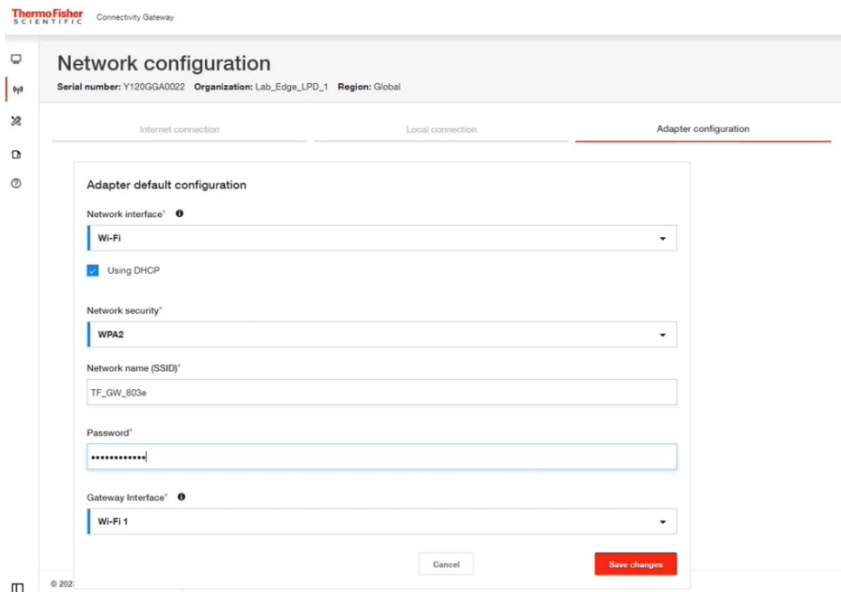 ThermoFisher
SCIENTIFIC
Connectivity Gateway
Network configuration
Serial number: Y120GGA0022 Organization: Lab_Edge_LPD_1 Region: Global
Internet connection
Local connection
Adapter configuration
Adapter default configuration
Network interface*
Wi-Fi
Using DHCP
Network security*
WPA2
Network name (SSID)*
TF_GW_803e
Password*
••••••••••••
Gateway Interface*
Wi-Fi 1
Cancel
Save changes
© 202